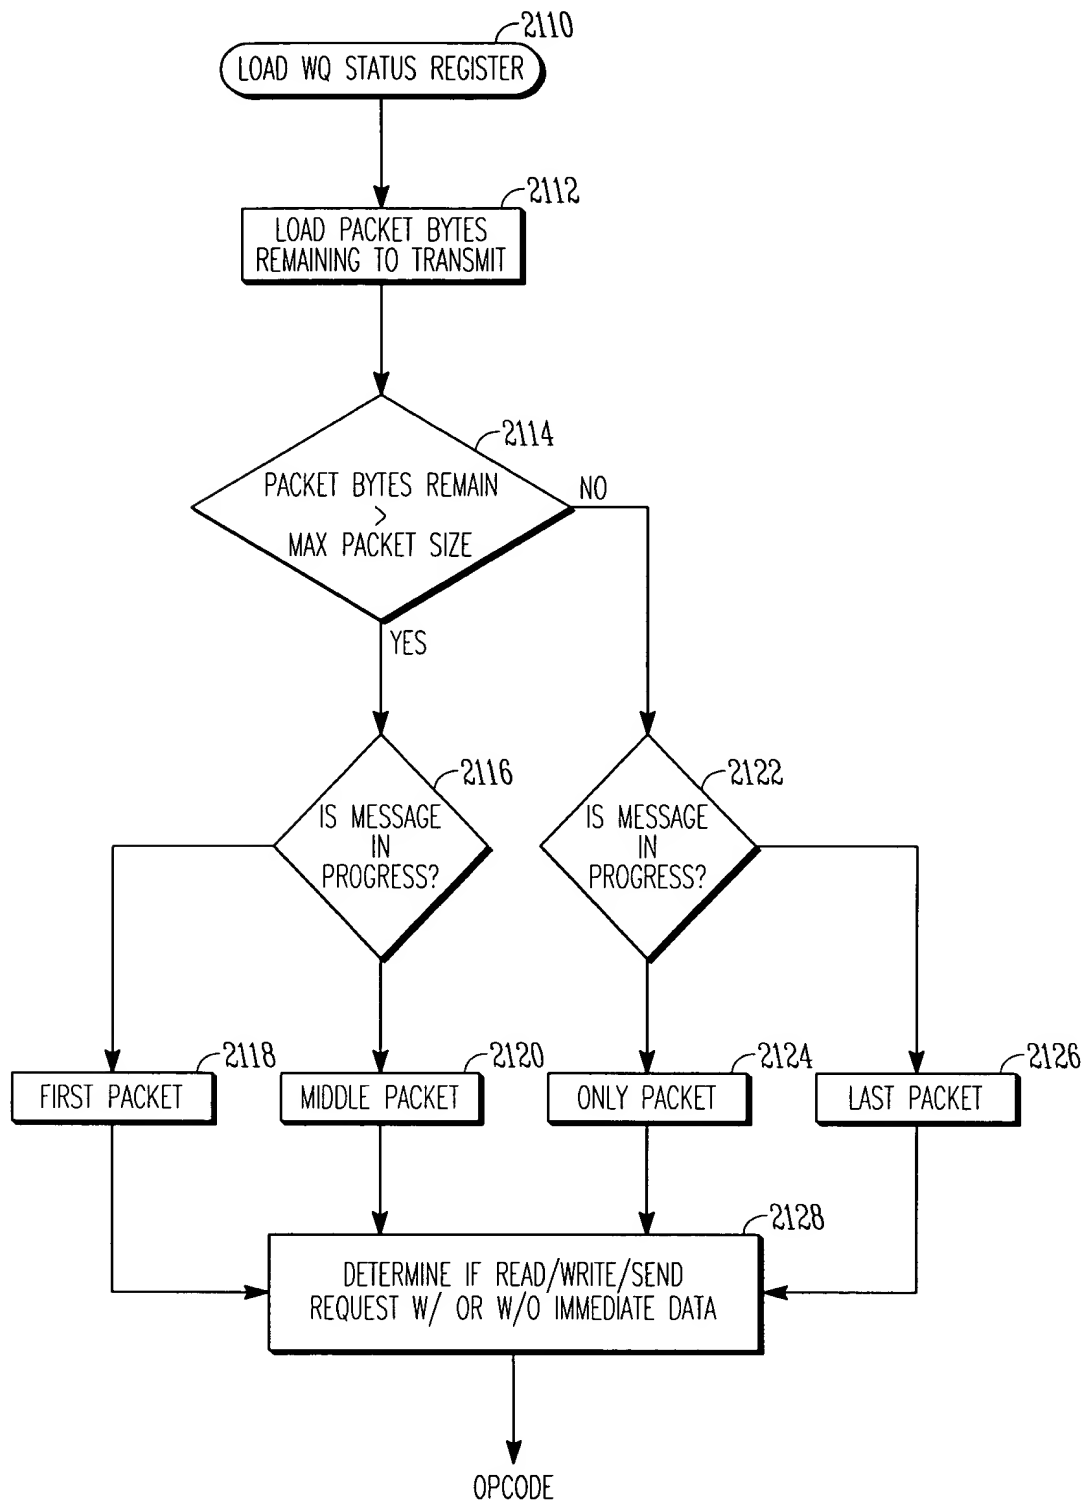 2110
LOAD WQ STATUS REGISTER
2112
LOAD PACKET BYTES
REMAINING TO TRANSMIT
2114
PACKET BYTES REMAIN
>
MAX PACKET SIZE
NO
YES
2116
IS MESSAGE
IN
PROGRESS?
2122
IS MESSAGE
IN
PROGRESS?
2118
FIRST PACKET
2120
MIDDLE PACKET
2124
ONLY PACKET
2126
LAST PACKET
2128
DETERMINE IF READ/WRITE/SEND
REQUEST W/ OR W/O IMMEDIATE DATA
OPCODE